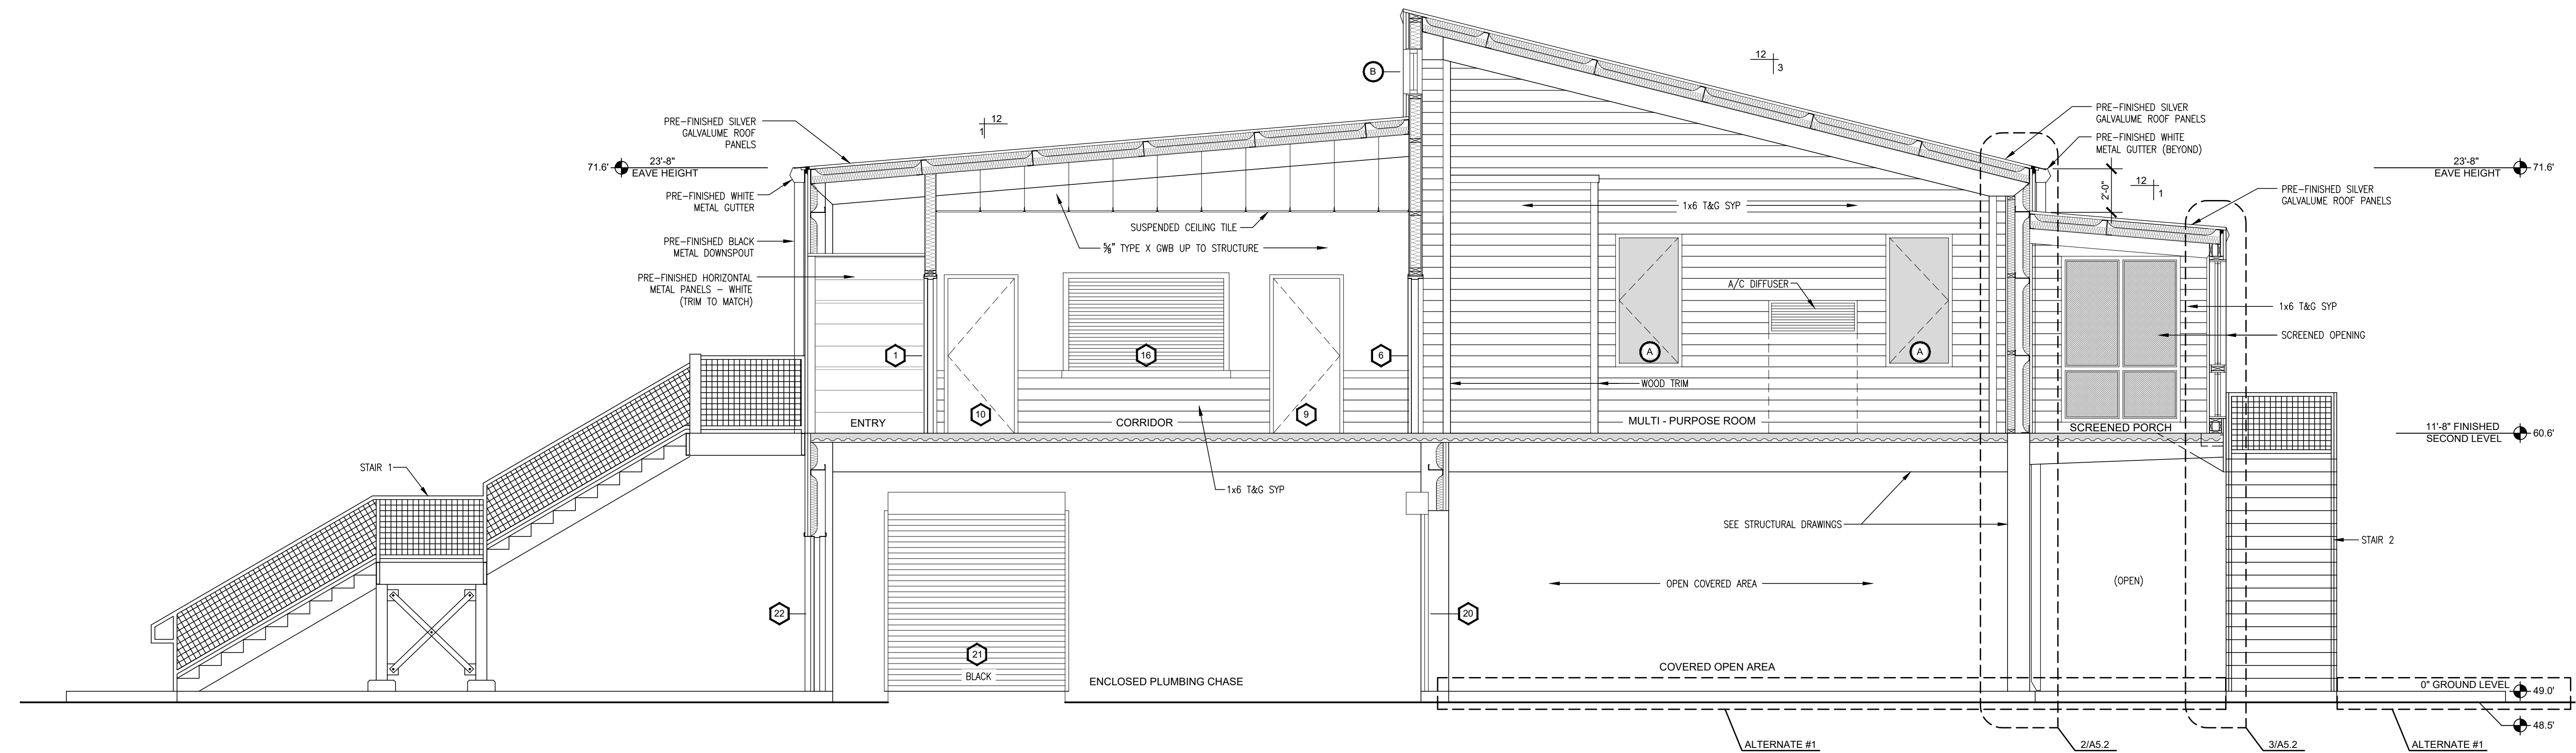 B
12
3
PRE-FINISHED SILVER
GALVALUME ROOF
PANELS
12
1
PRE-FINISHED SILVER
GALVALUME ROOF PANELS
PRE-FINISHED WHITE
METAL GUTTER (BEYOND)
71.6'
23'-8"
EAVE HEIGHT
23'-8"
EAVE HEIGHT
71.6'
2'-0"
12
1
PRE-FINISHED WHITE
METAL GUTTER
PRE-FINISHED SILVER
GALVALUME ROOF PANELS
1x6 T&G SYP
SUSPENDED CEILING TILE
PRE-FINISHED BLACK
METAL DOWNSPOUT
⅝" TYPE X GWB UP TO STRUCTURE
PRE-FINISHED HORIZONTAL
METAL PANELS - WHITE
(TRIM TO MATCH)
A/C DIFFUSER
1x6 T&G SYP
SCREENED OPENING
1
16
6
A
A
WOOD TRIM
10
9
ENTRY
CORRIDOR
MULTI - PURPOSE ROOM
SCREENED PORCH
11'-8" FINISHED
SECOND LEVEL
60.6'
STAIR 1
1x6 T&G SYP
SEE STRUCTURAL DRAWINGS
STAIR 2
OPEN COVERED AREA
(OPEN)
22
20
21
BLACK
ENCLOSED PLUMBING CHASE
COVERED OPEN AREA
0" GROUND LEVEL
49.0'
48.5'
ALTERNATE #1
2/A5.2
3/A5.2
ALTERNATE #1